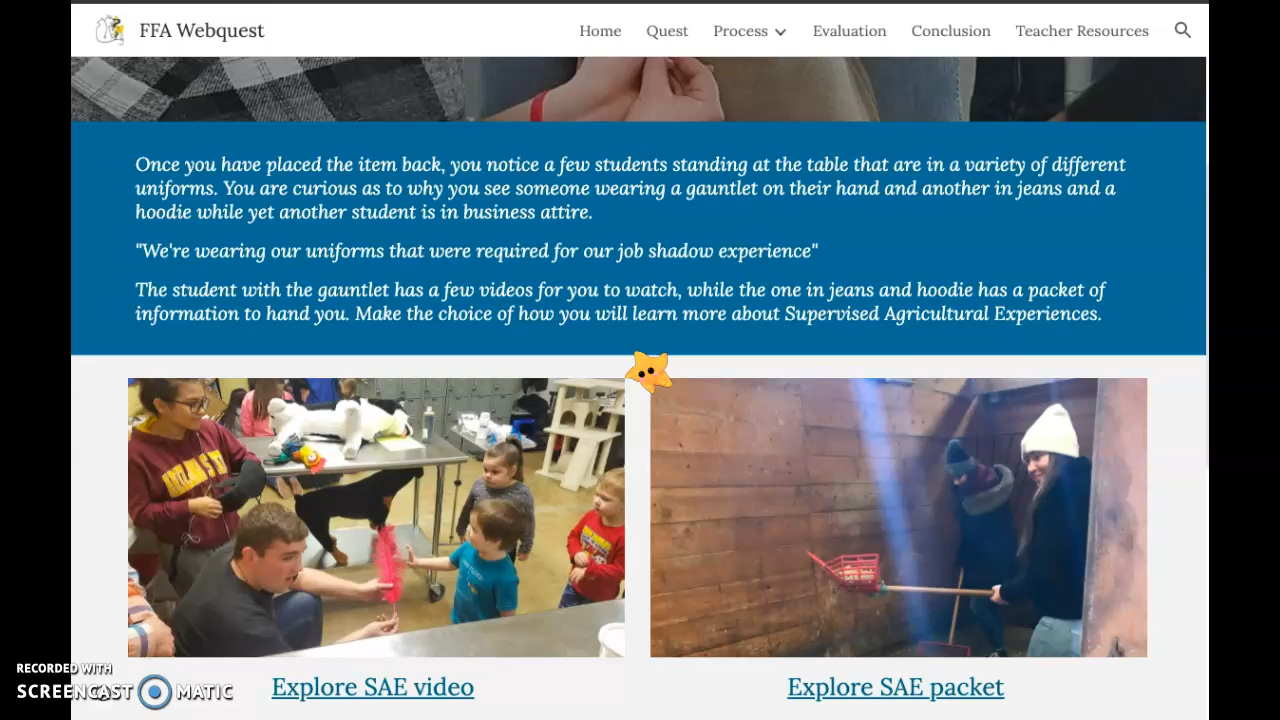 FFA Webquest
Home Quest Process Evaluation Conclusion Teacher Resources
Once you have placed the item back, you notice a few students standing at the table that are in a variety of different
uniforms. You are curious as to why you see someone wearing a gauntlet on their hand and another in jeans and a
hoodie while yet another student is in business attire.
"We're wearing our uniforms that were required for our job shadow experience"
The student with the gauntlet has a few videos for you to watch, while the one in jeans and hoodie has a packet of
information to hand you. Make the choice of how you will learn more about Supervised Agricultural Experiences.
Explore SAE video
Explore SAE packet
RECORDED WITH
SCREENCAST MATIC